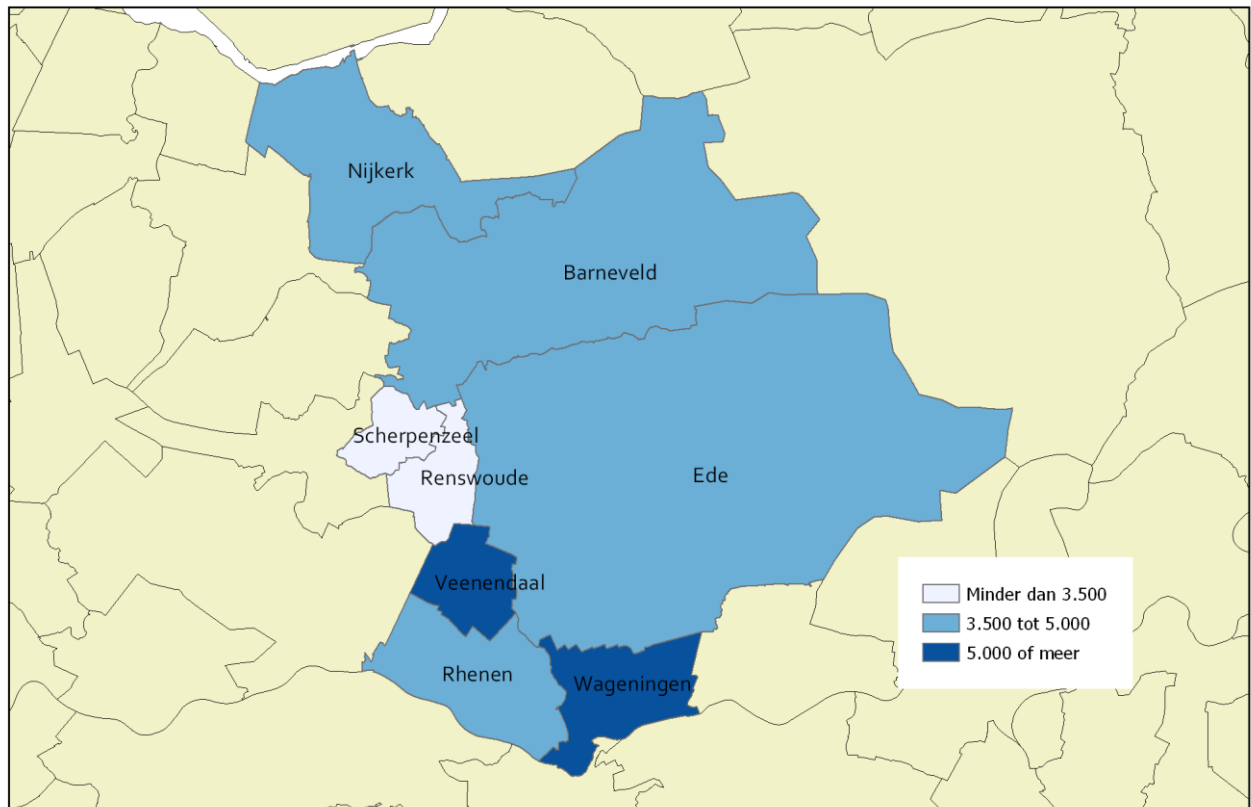 Nijkerk
Barneveld
Scherpenzeel
Renswoude
Ede
Veenendaal
Rhenen
Wageningen
Minder dan 3.500
3.500 tot 5.000
5.000 of meer